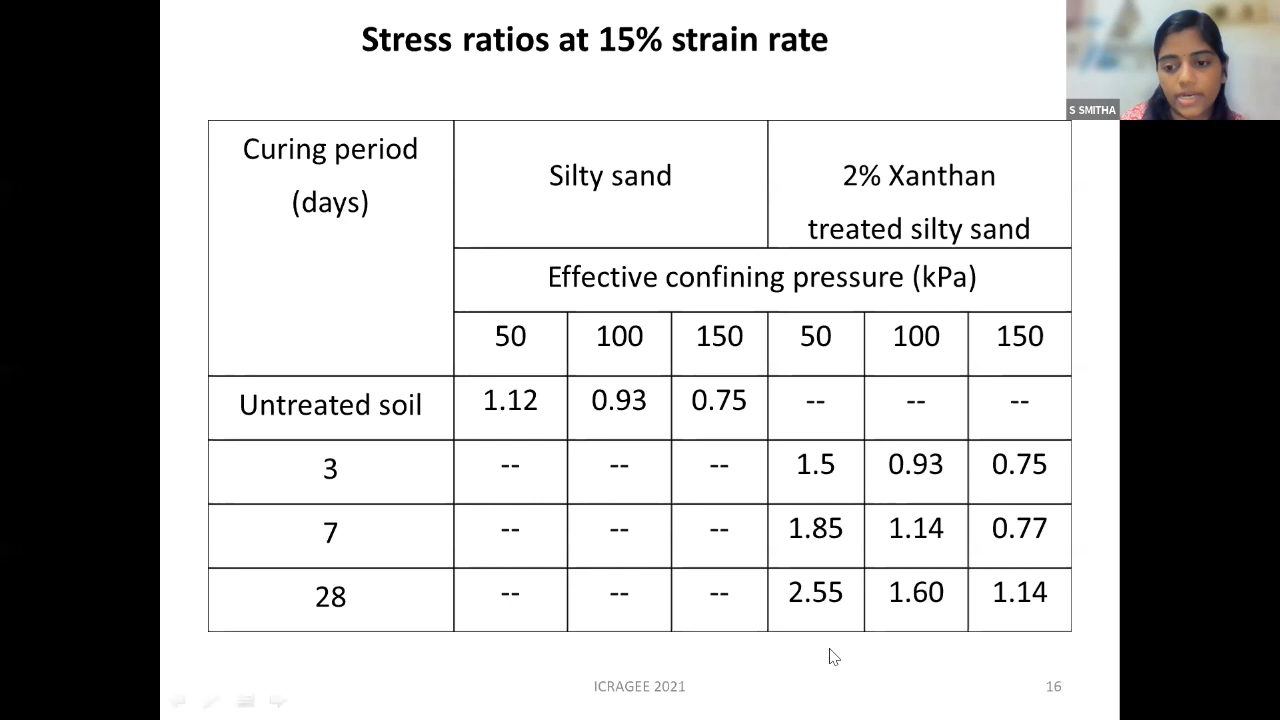 Stress ratios at 15% strain rate
S SMITHA
Curing period
(days)
Silty sand
2% Xanthan
treated silty sand
Effective confining pressure (kPa)
50 100 150 50 100 150
Untreated soil 1.12 0.93 0.75 -- -- --
3 -- -- -- 1.5 0.93 0.75
7 -- -- -- 1.85 1.14 0.77
28 -- -- -- 2.55 1.60 1.14
ICRAGEE 2021 16